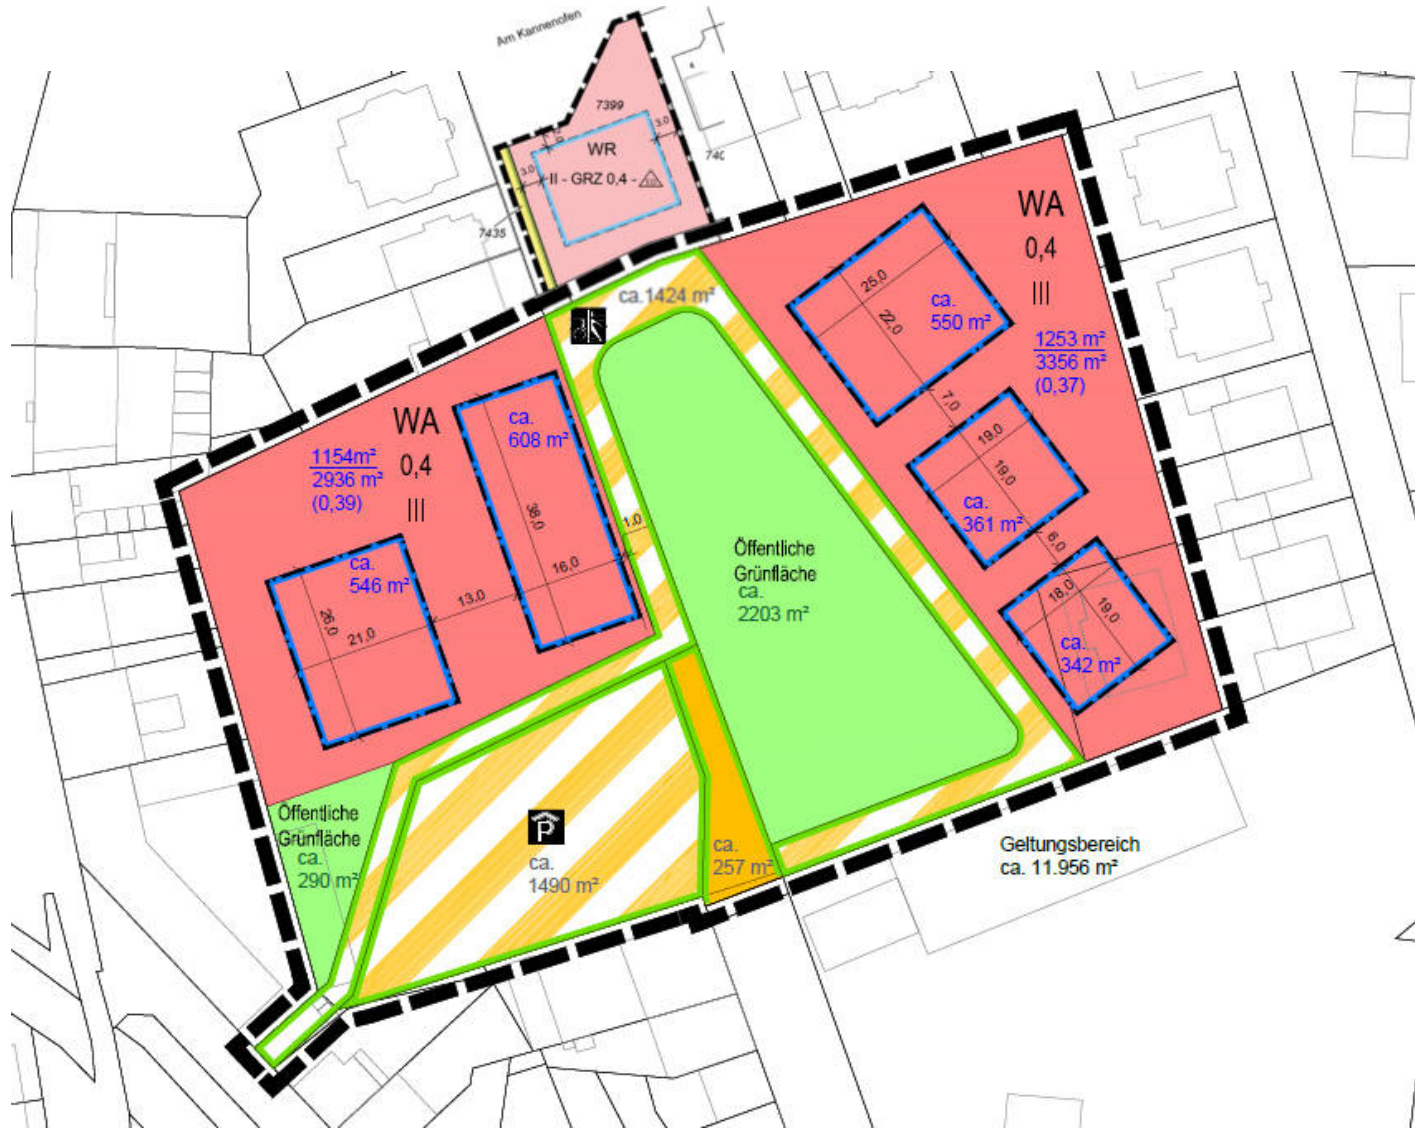 Am Kannenofen
7399
3.0
3.0
WR
II - GRZ 0,4 -
7435
ca.1424 m²
WA
0,4
III
25,0
22,0
ca.
550 m²
1253 m²
3356 m²
(0,37)
7,0
19,0
19,0
ca.
361 m²
6,0
18,0
19,0
ca.
342 m²
WA
0,4
III
1154m²
2936 m²
(0,39)
ca.
608 m²
38,0
16,0
1,0
13,0
ca.
546 m²
26,0
21,0
Öffentliche
Grünfläche
ca.
2203 m²
Öffentliche
Grünfläche
ca.
290 m²
P
ca.
1490 m²
ca.
257 m²
Geltungsbereich
ca. 11.956 m²